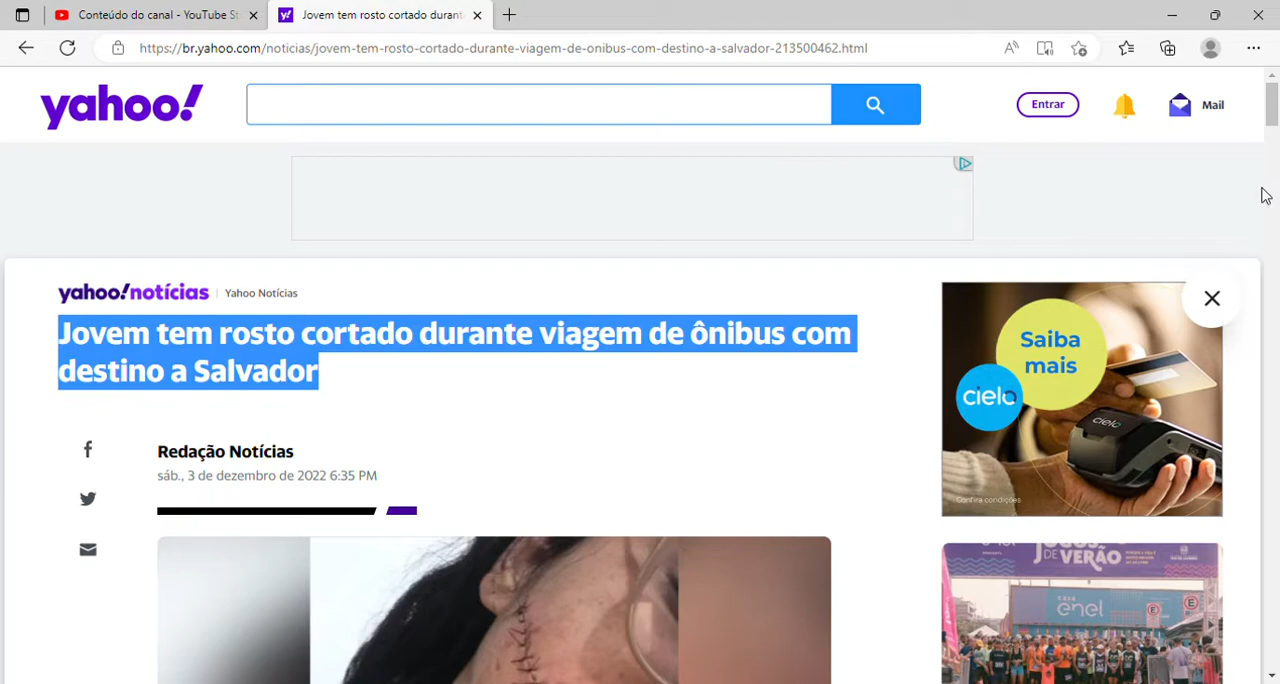 Conteúdo do canal - YouTube St
Jovem tem rosto cortado durant
https://br.yahoo.com/noticias/jovem-tem-rosto-cortado-durante-viagem-de-onibus-com-destino-a-salvador-213500462.html
yahoo!
Entrar
Mail
yahoo!notícias
Yahoo Notícias
Jovem tem rosto cortado durante viagem de ônibus com
destino a Salvador
Saiba
mais
cielo
cielo
Confira condições
Redação Notícias
sáb., 3 de dezembro de 2022 6:35 PM
JOGOS
DE VERÃO
enel
E
E